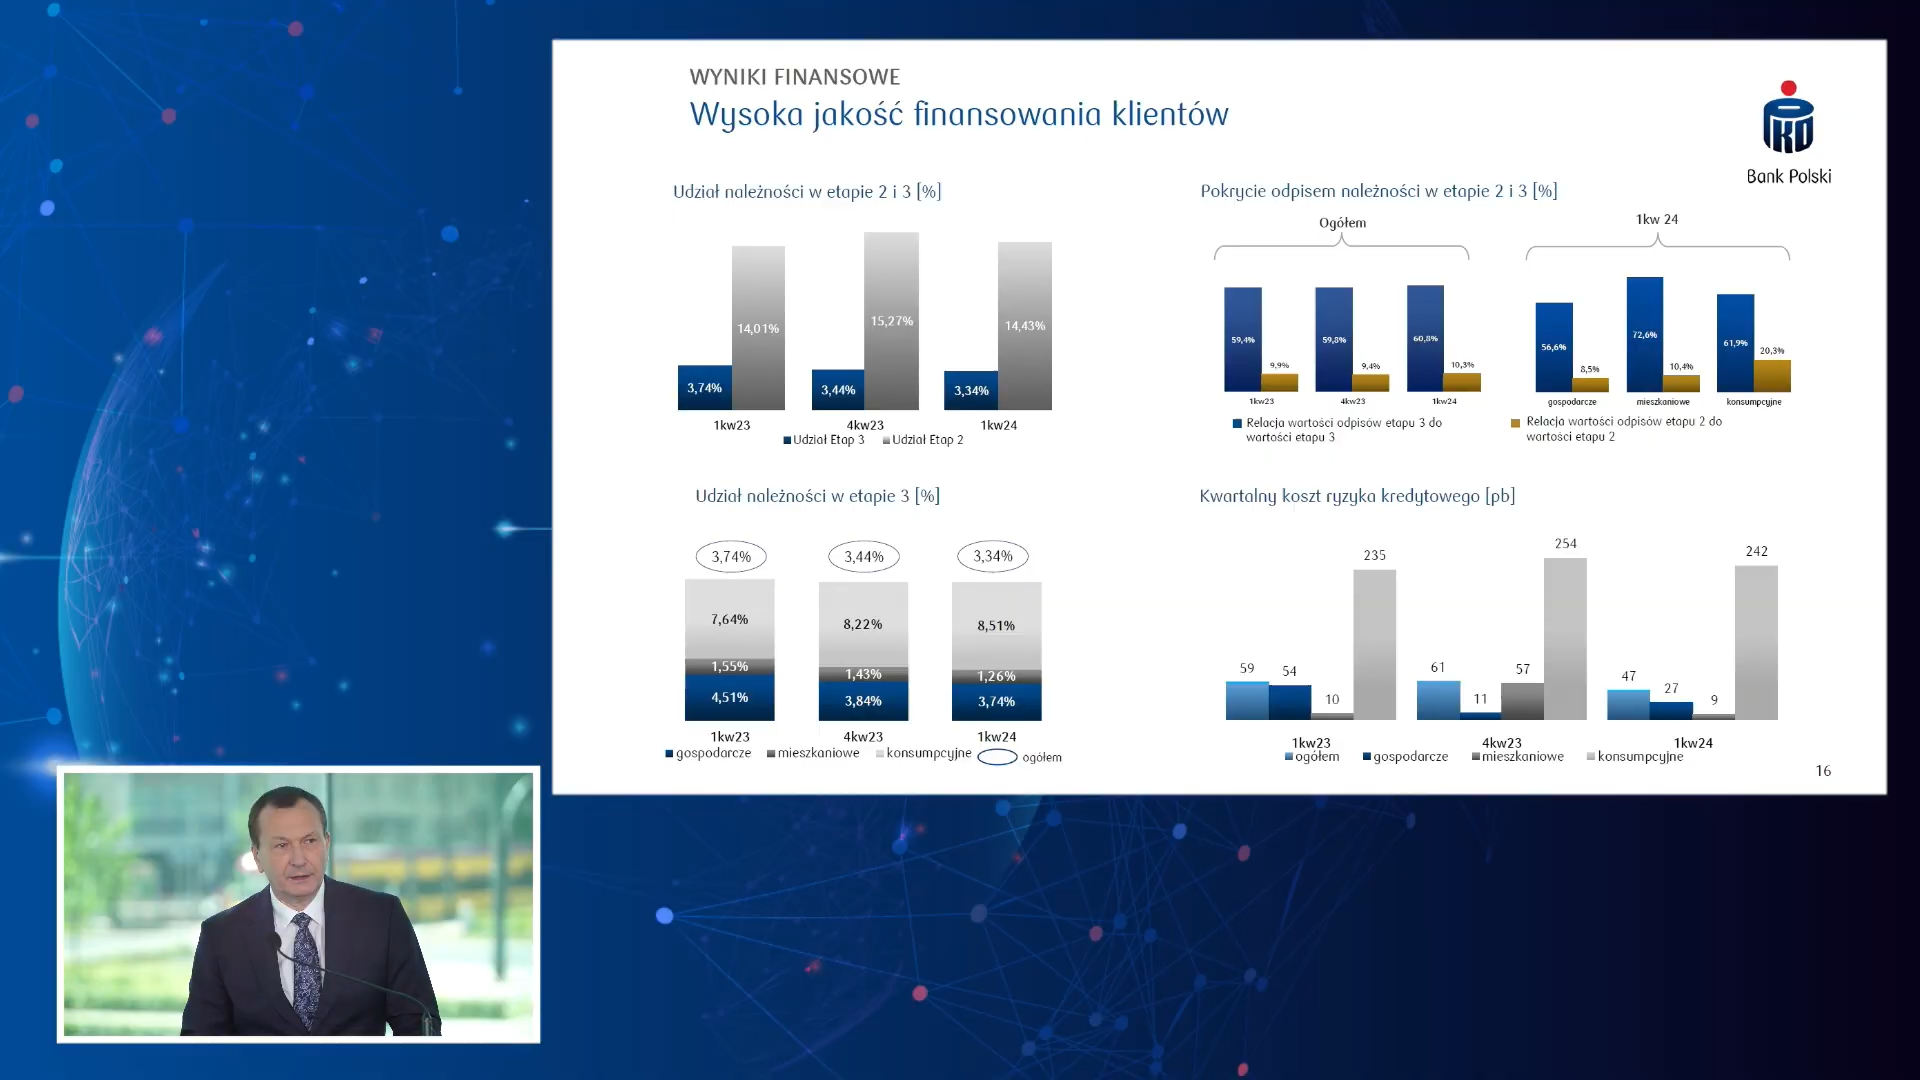 WYNIKI FINANSOWE
Wysoka jakość finansowania klientów
PKO
Bank Polski
Udział należności w etapie 2 i 3 [%]
14,01%
15,27%
14,43%
3,74%
3,44%
3,34%
1kw23
4kw23
1kw24
Udział Etap 3
Udział Etap 2
Pokrycie odpisem należności w etapie 2 i 3 [%]
Ogółem
1kw 24
59,4%
9,9%
59,8%
9,4%
60,8%
10,3%
56,6%
8,5%
72,6%
10,4%
61,9%
20,3%
1kw23
4kw23
1kw24
gospodarcze
mieszkaniowe
konsumpcyjne
Relacja wartości odpisów etapu 3 do
wartości etapu 3
Relacja wartości odpisów etapu 2 do
wartości etapu 2
Udział należności w etapie 3 [%]
3,74%
3,44%
3,34%
7,64%
8,22%
8,51%
1,55%
1,43%
1,26%
4,51%
3,84%
3,74%
1kw23
4kw23
1kw24
gospodarcze
mieszkaniowe
konsumpcyjne
ogółem
Kwartalny koszt ryzyka kredytowego [pb]
59
54
10
235
61
11
57
254
47
27
9
242
1kw23
4kw23
1kw24
ogółem
gospodarcze
mieszkaniowe
konsumpcyjne
16